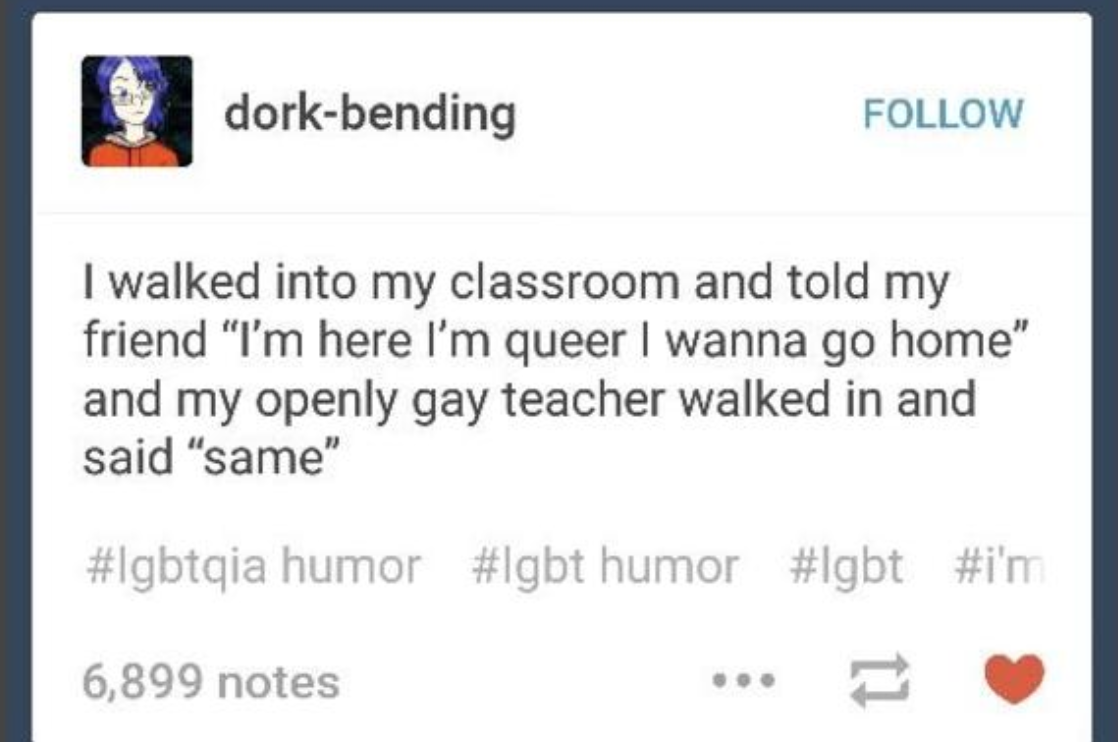 dork-bending
FOLLOW
I walked into my classroom and told my
friend “I’m here I’m queer I wanna go home”
and my openly gay teacher walked in and
said “same”
#lgbtqia humor #lgbt humor #lgbt #i'm
6,899 notes